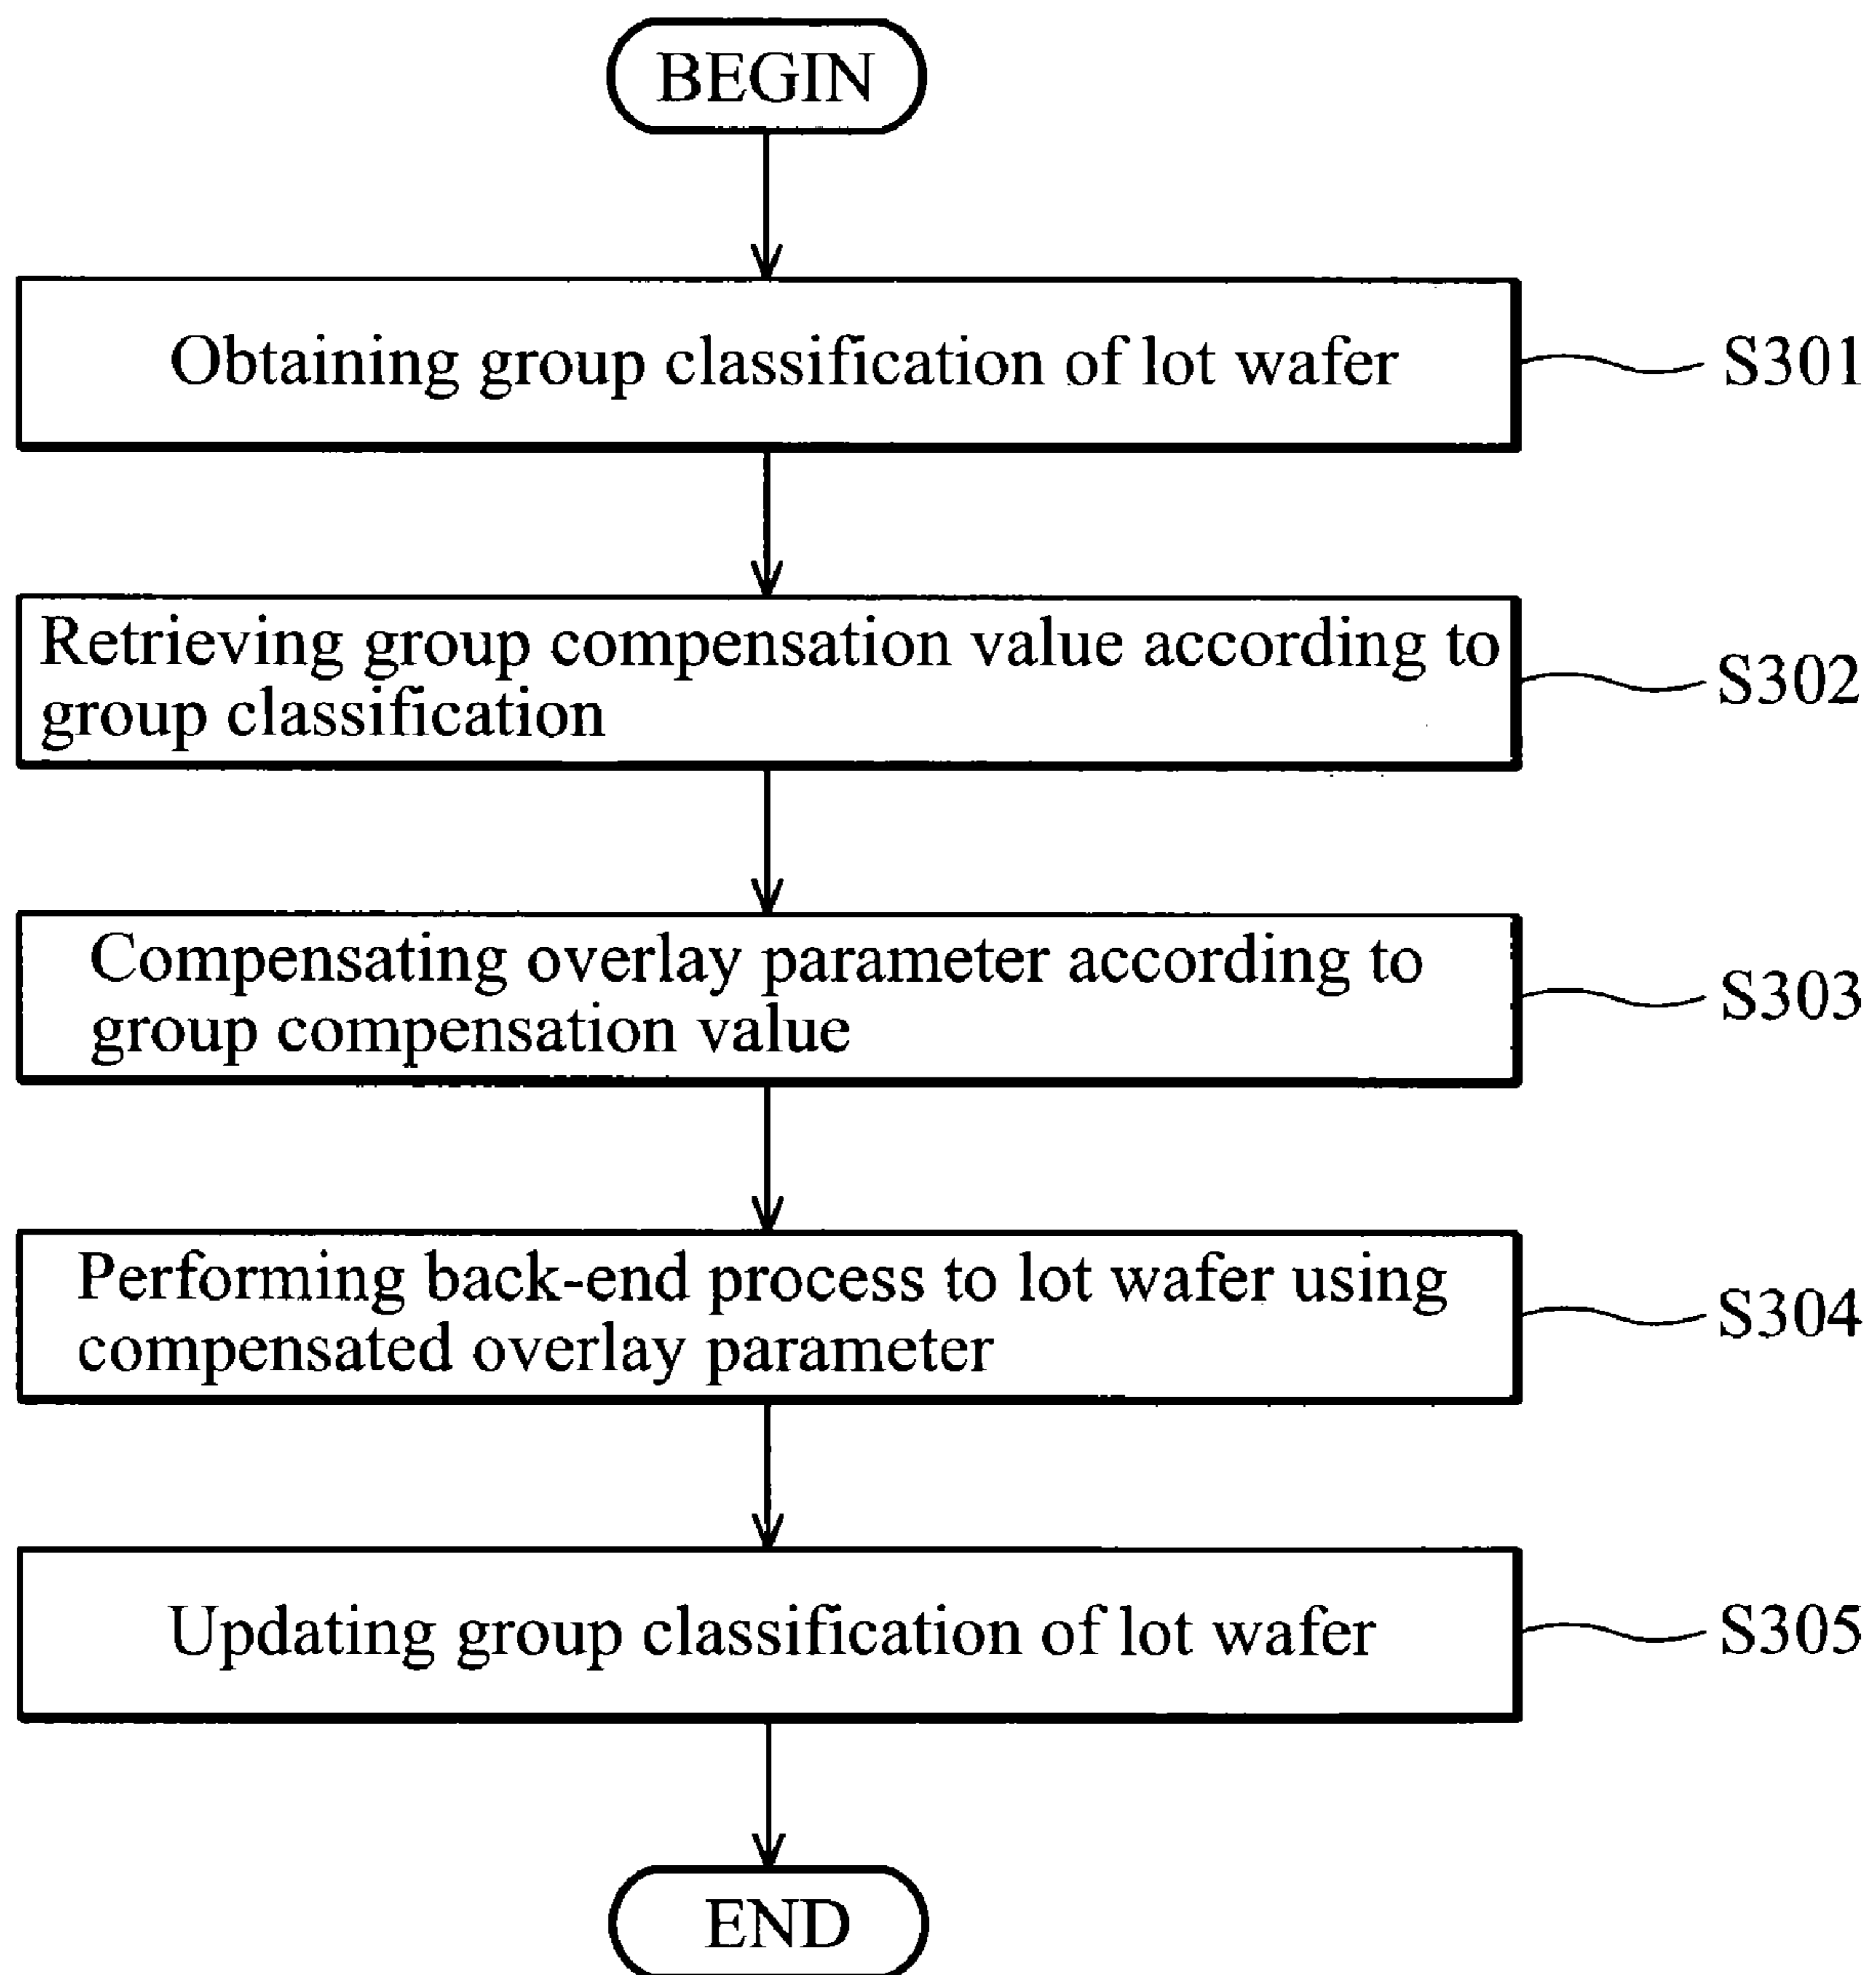 BEGIN
Obtaining group classification of lot wafer
S301
Retrieving group compensation value according to
group classification
S302
Compensating overlay parameter according to
group compensation value
S303
Performing back-end process to lot wafer using
compensated overlay parameter
S304
Updating group classification of lot wafer
S305
END